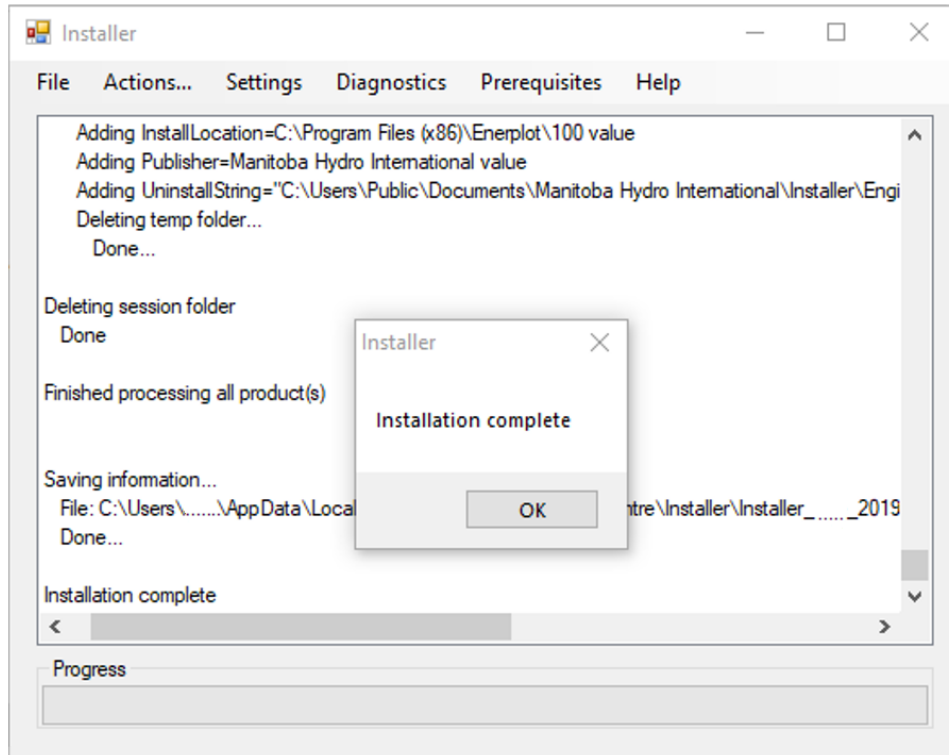 Installer
File Actions... Settings Diagnostics Prerequisites Help
Adding InstallLocation=C:\Program Files (x86)\Enerplot\100 value
Adding Publisher=Manitoba Hydro International value
Adding UninstallString="C:\Users\Public\Documents\Manitoba Hydro International\Installer\Engi
Deleting temp folder...
Done...
Deleting session folder
Done
Finished processing all product(s)
Saving information...
File: C:\Users\.......\AppData\Local
ntre\Installer\Installer_....._2019
Done...
Installation complete
Installer
Installation complete
OK
Progress